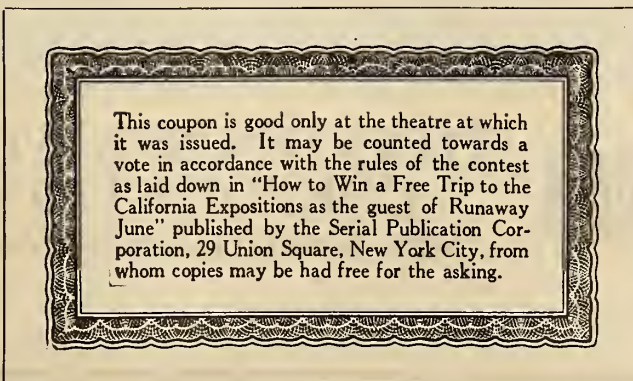 This coupon is good only at the theatre at which
it was issued. It may be counted towards a
vote in accordance with the rules of the contest
as laid down in “How to Win a Free Trip to the
California Expositions as the guest of Runaway
June” published by the Serial Publication Cor-
poration, 29 Union Square, New York City, from
whom copies may be had free for the asking.